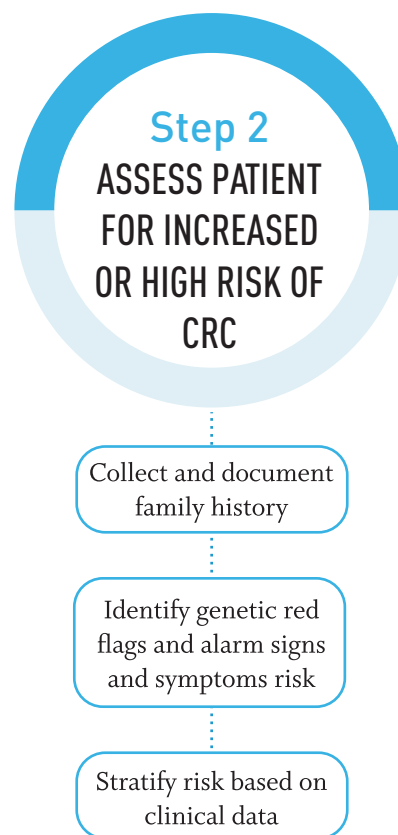 Step 2
ASSESS PATIENT
FOR INCREASED
OR HIGH RISK OF
CRC
Collect and document
family history
Identify genetic red
flags and alarm signs
and symptoms risk
Stratify risk based on
clinical data